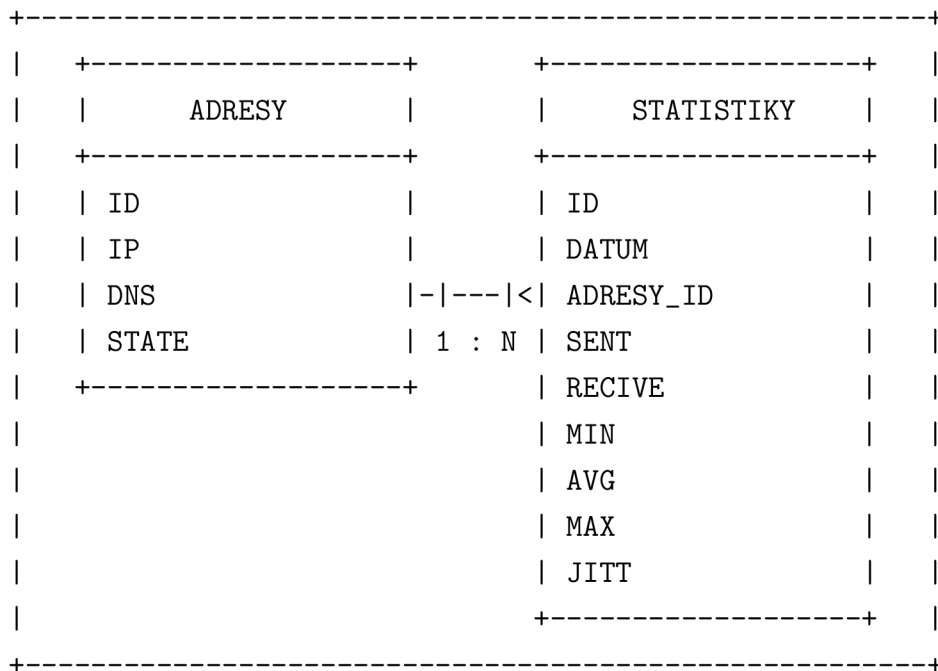 +--------------------------------------------------------+
|   +-------------------+       +-------------------+   |
|   |      ADRESY       |       |     STATISTIKY    |   |
|   +-------------------+       +-------------------+   |
|   | ID                |       | ID                |   |
|   | IP                |       | DATUM             |   |
|   | DNS               |-|---|<| ADRESY_ID         |   |
|   | STATE             | 1 : N | SENT              |   |
|   +-------------------+       | RECIVE            |   |
|                               | MIN               |   |
|                               | AVG               |   |
|                               | MAX               |   |
|                               | JITT              |   |
|                               +-------------------+   |
+--------------------------------------------------------+